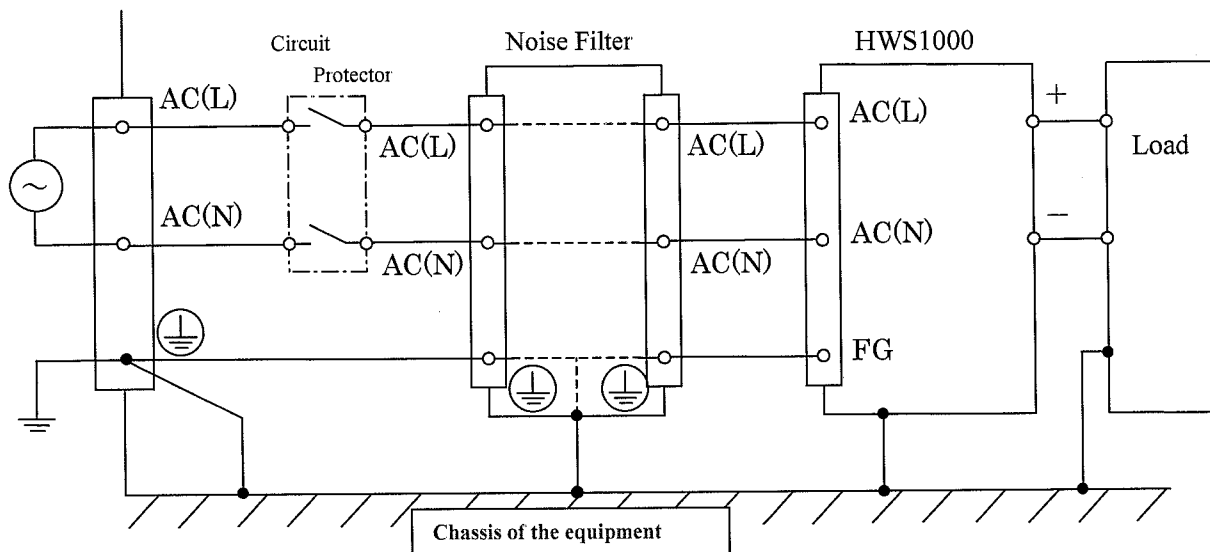 Circuit
Protector
Noise Filter
HWS1000
AC(L)
AC(L)
AC(L)
AC(L)
+
Load
AC(N)
AC(N)
AC(N)
AC(N)
−
FG
Chassis of the equipment